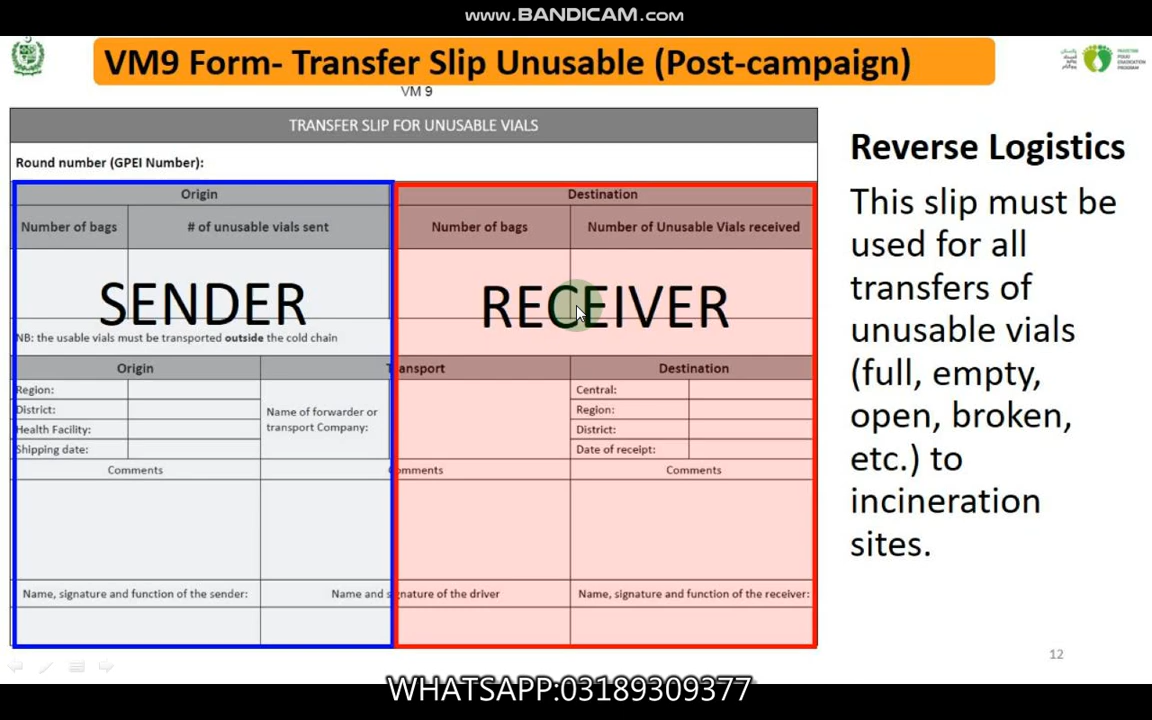 www.BANDICAM.com
VM9 Form- Transfer Slip Unusable (Post-campaign)
VM 9
TRANSFER SLIP FOR UNUSABLE VIALS
Round number (GPEI Number):
Origin
Destination
Number of bags
# of unusable vials sent
Number of bags
Number of Unusable Vials received
SENDER
RECEIVER
NB: the usable vials must be transported outside the cold chain
Origin
Transport
Destination
Region:
District:
Health Facility:
Shipping date:
Name of forwarder or
transport Company:
Central:
Region:
District:
Date of receipt:
Comments
Comments
Comments
Name, signature and function of the sender:
Name and signature of the driver
Name, signature and function of the receiver:
Reverse Logistics
This slip must be
used for all
transfers of
unusable vials
(full, empty,
open, broken,
etc.) to
incineration
sites.
12
WHATSAPP:03189309377